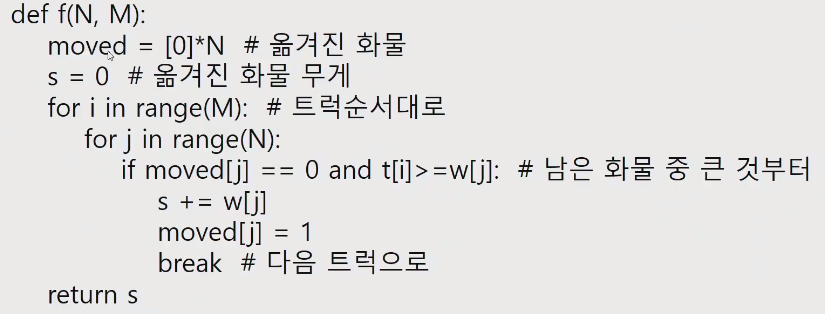 def f(N, M):
moved = [0]*N # 옮겨진 화물
s = 0 # 옮겨진 화물 무게
for i in range(M): # 트럭순서대로
for j in range(N):
if moved[j] == 0 and t[i]>=w[j]: # 남은 화물 중 큰 것부터
s += w[j]
moved[j] = 1
break # 다음 트럭으로
return s